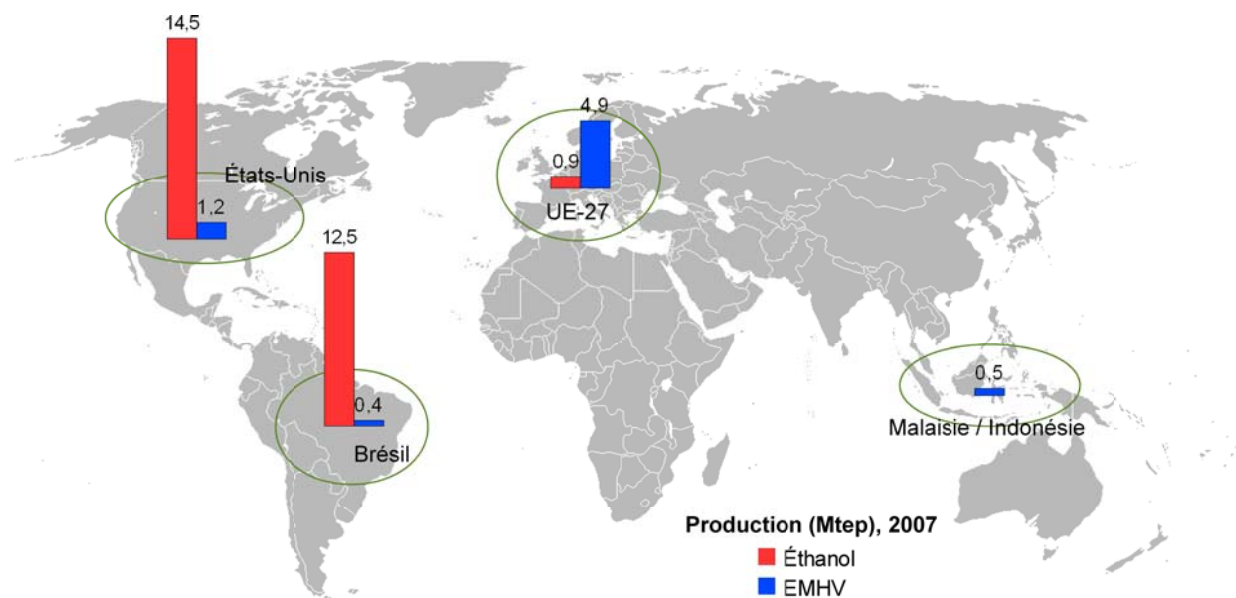 14,5
États-Unis
1,2
12,5
0,4
Brésil
4,9
0,9
UE-27
0,5
Malaisie / Indonésie
Production (Mtep), 2007
Éthanol
EMHV